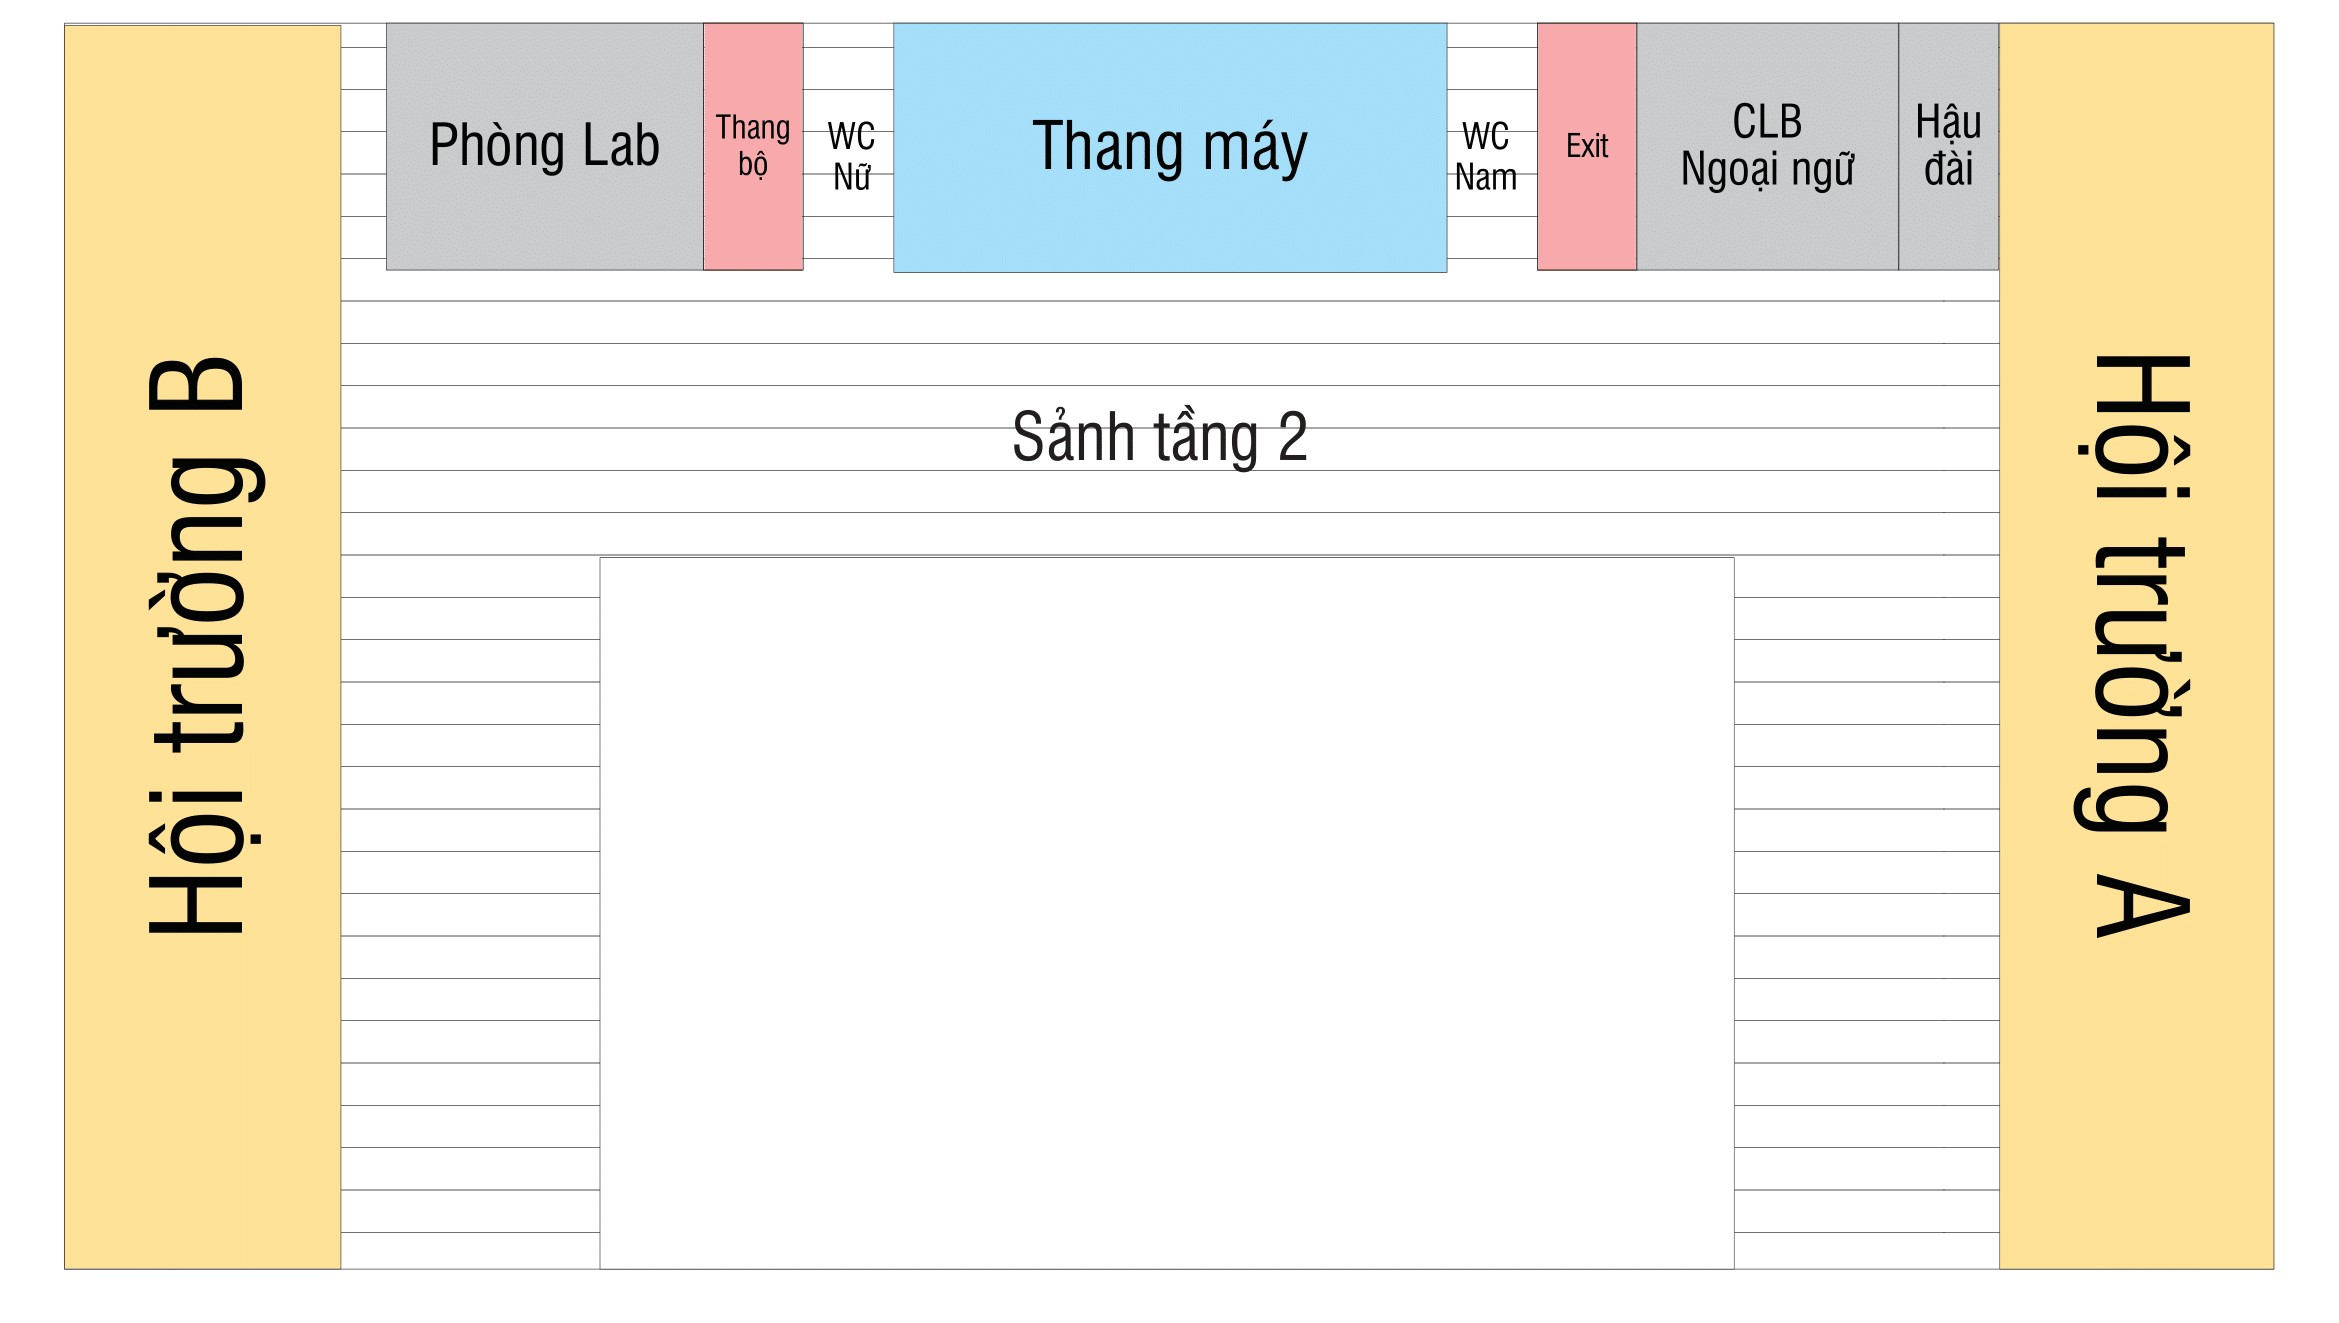 Phòng Lab
Thang
bộ
WC
Nữ
Thang máy
WC
Nam
Exit
CLB
Ngoại ngữ
Hậu
đài
Hội trường B
Sảnh tầng 2
Hội trường A